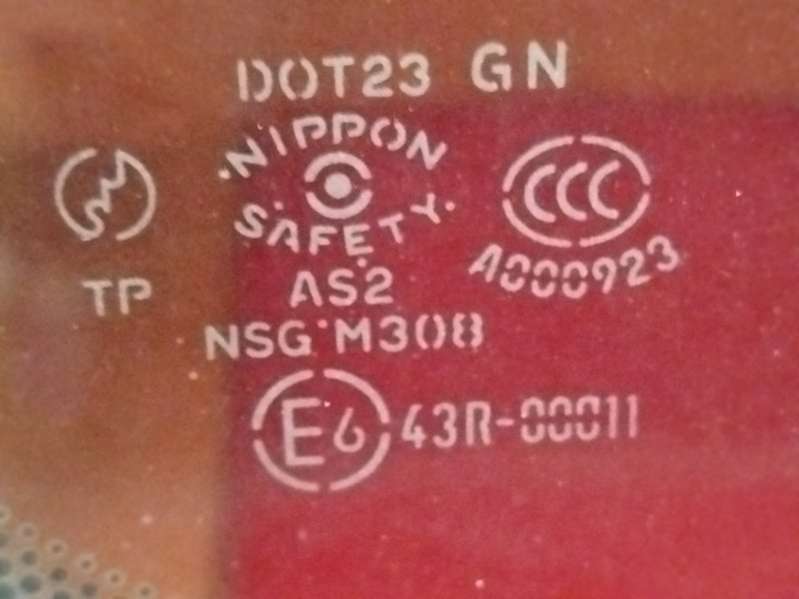 DOT23 GN
NIPPON
SAFETY
CCC
A000923
TP
AS2
NSG M308
E6 43R-00011